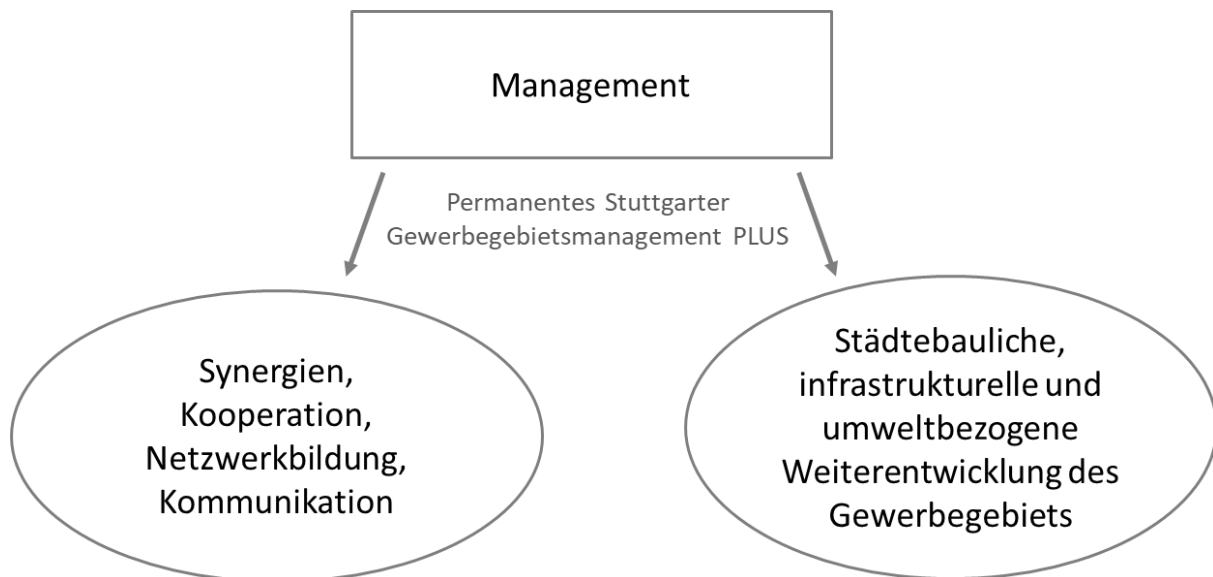 Management
Permanentes Stuttgarter
Gewerbegebietsmanagement PLUS
Synergien,
Kooperation,
Netzwerkbildung,
Kommunikation
Städtebauliche,
infrastrukturelle und
umweltbezogene
Weiterentwicklung des
Gewerbegebiets